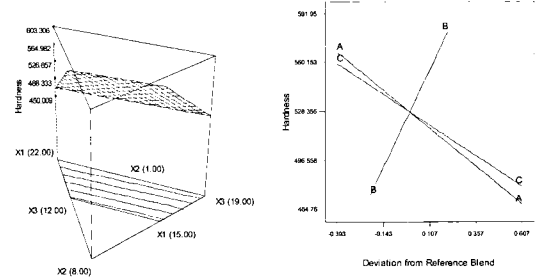 603.306
564.982
526.657
488.333
450.009
Hardness
X1 (22.00)
X2 (1.00)
X3 (12.00)
X3 (19.00)
X1 (15.00)
X2 (8.00)
581.95
560.153
528.356
496.558
464.76
Hardness
A
C
B
B
C
A
-0.393
-0.143
0.107
0.357
0.607
Deviation from Reference Blend